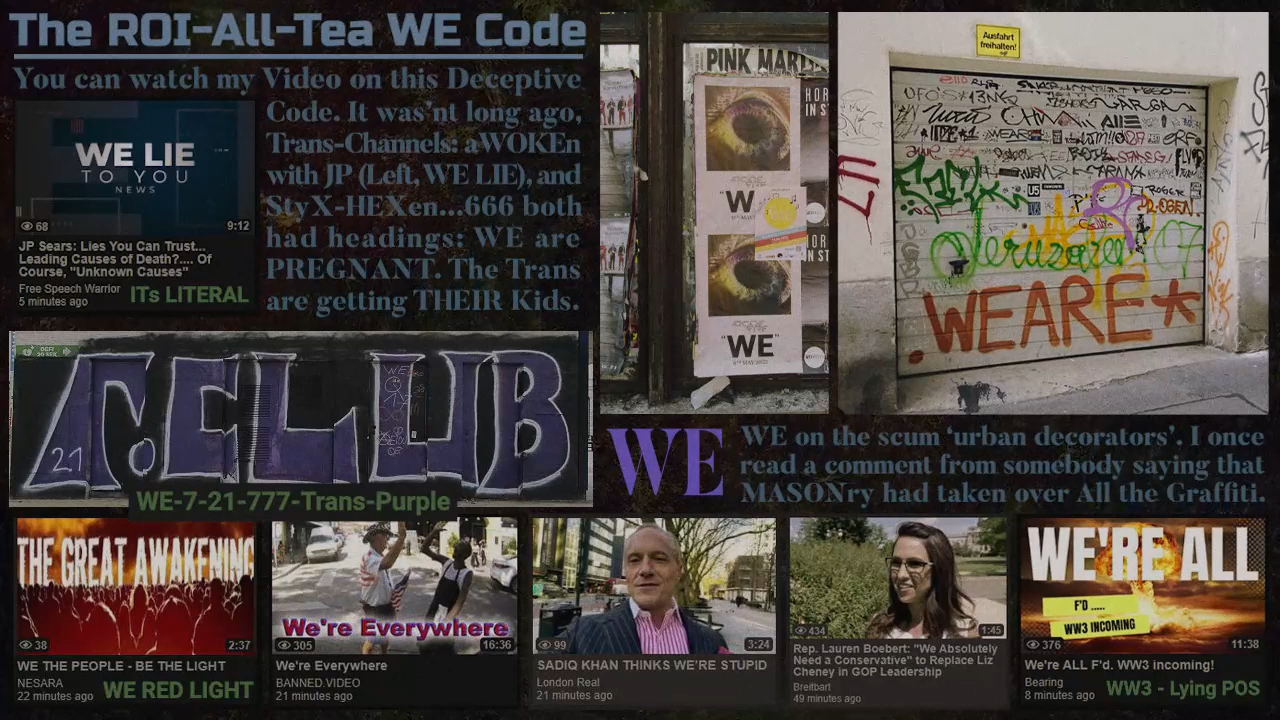 The ROI-All-Tea WE Code
You can watch my Video on this Deceptive
Code. It was'nt long ago,
Trans-Channels: aWOKEn
with JP (Left, WE LIE), and
StyX-HEXen...666 both
had headings: WE are
PREGNANT. The Trans
are getting THEIR Kids.
WE LIE
TO YOU
NEWS
68
9:12
JP Sears: Lies You Can Trust...
Leading Causes of Death?.... Of
Course, "Unknown Causes"
Free Speech Warrior
5 minutes ago
ITs LITERAL
PINK MAR
HOR
IN ST
"W
"WE"
Ausfahrt
freihalten!
U5
WEARE*
CLUB
21
WE
WE-7-21-777-Trans-Purple
WE
WE on the scum 'urban decorators'. I once
read a comment from somebody saying that
MASONry had taken over All the Graffiti.
THE GREAT AWAKENING
38
2:37
WE THE PEOPLE - BE THE LIGHT
NESARA
22 minutes ago
WE RED LIGHT
We're Everywhere
305
16:36
We're Everywhere
BANNED.VIDEO
21 minutes ago
99
3:24
SADIQ KHAN THINKS WE'RE STUPID
London Real
21 minutes ago
434
1:45
Rep. Lauren Boebert: "We Absolutely
Need a Conservative" to Replace Liz
Cheney in GOP Leadership
Breitbart
49 minutes ago
WE'RE ALL
F'D .....
WW3 INCOMING
376
11:38
We're ALL F'd. WW3 incoming!
Bearing
8 minutes ago
WW3 - Lying POS